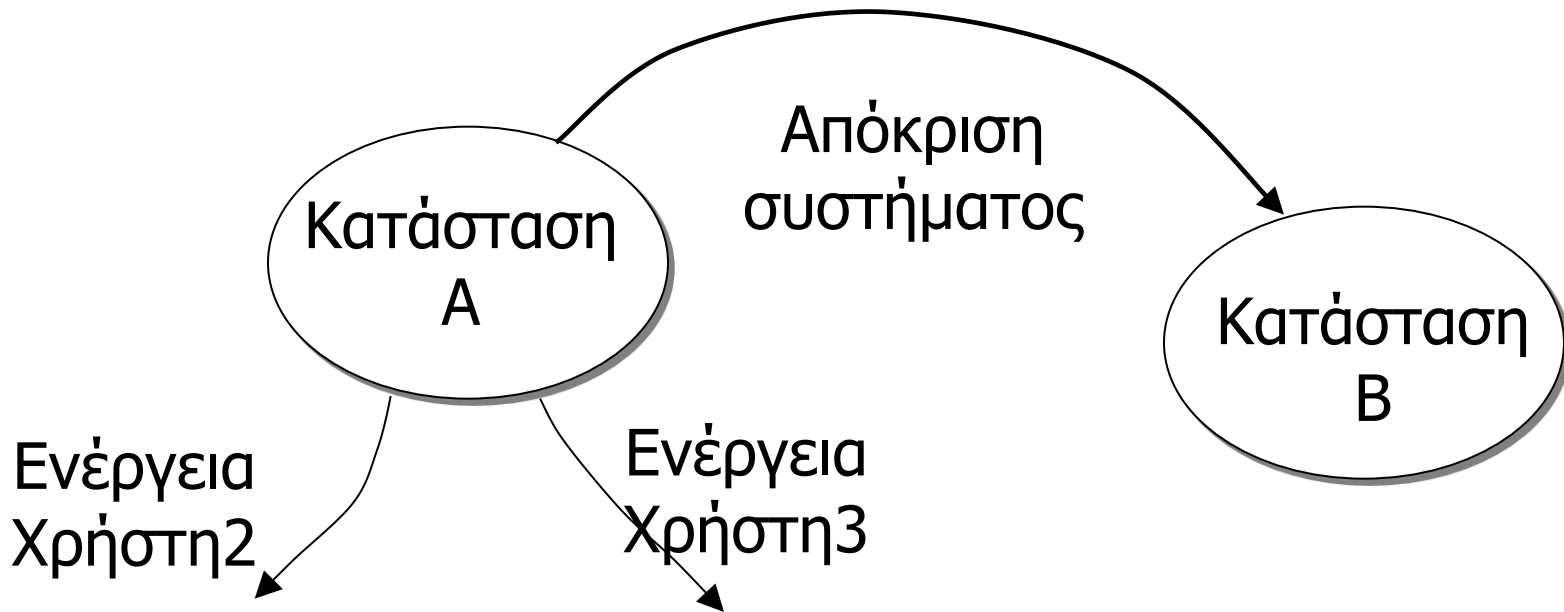 Απόκριση
συστήματος
Κατάσταση
Α
Κατάσταση
Β
Ενέργεια
Χρήστη2
Ενέργεια
Χρήστη3